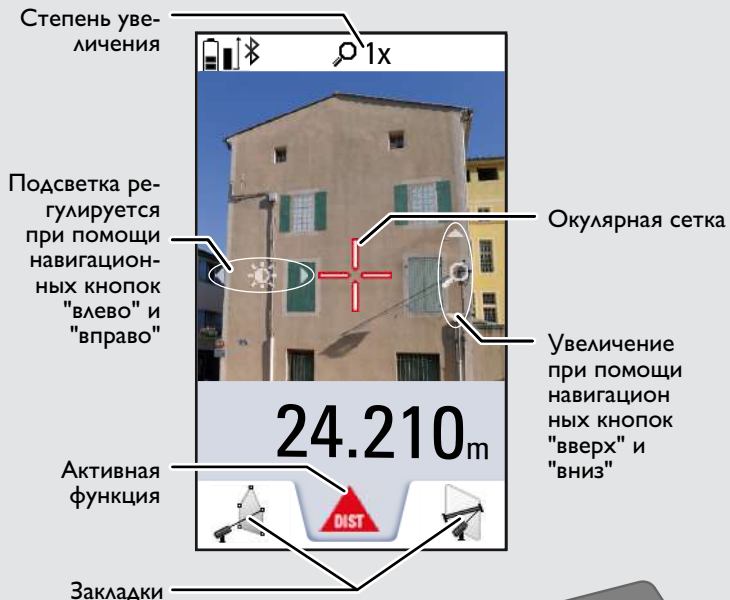 Степень уве-
личения
1x
Подсветка ре-
гулируется
при помощи
навигацион-
ных кнопок
"влево" и
"вправо"
Окулярная сетка
Увеличение
при помощи
навигацион
ных кнопок
"вверх" и
"вниз"
24.210m
Активная
функция
DIST
Закладки